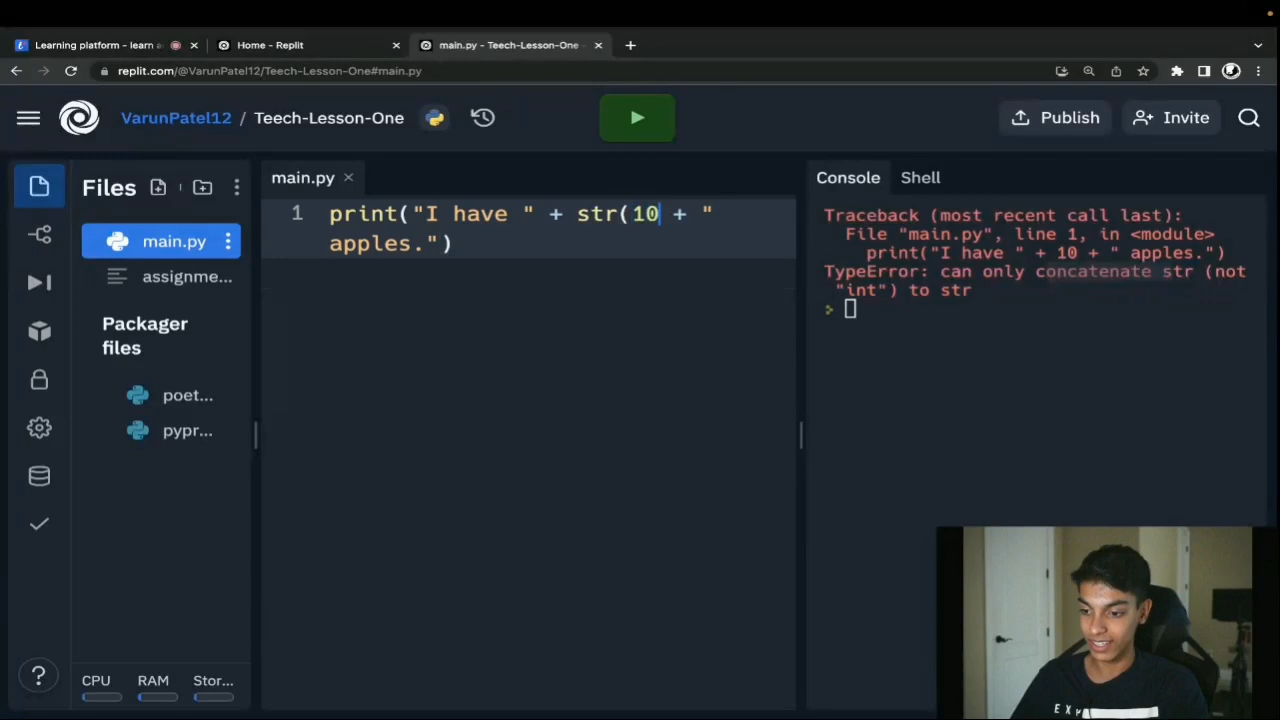 Learning platform - learn a
Home - Replit
main.py - Teech-Lesson-One -
replit.com/@VarunPatel12/Teech-Lesson-One#main.py
VarunPatel12 / Teech-Lesson-One
Publish
Invite
Files
main.py
assignme...
Packager
files
poet...
pypr...
CPU
RAM
Stor...
main.py
1 print("I have " + str(10 + "
apples.")
Console
Shell
Traceback (most recent call last):
File "main.py", line 1, in <module>
print("I have " + 10 + " apples.")
TypeError: can only concatenate str (not
"int") to str
>
?